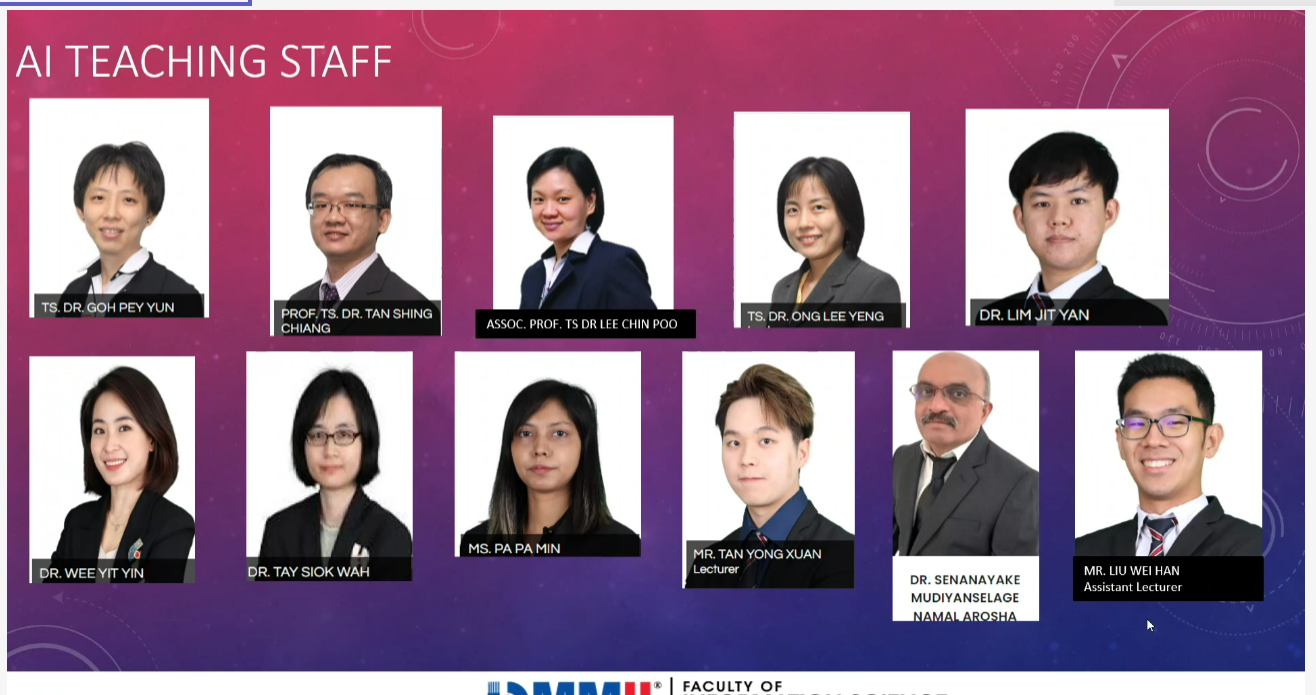 AI TEACHING STAFF
TS. DR. GOH PEY YUN
PROF. TS. DR. TAN SHING
CHIANG
ASSOC. PROF. TS DR LEE CHIN POO
TS. DR. ONG LEE YENG
DR. LIM JIT YAN
DR. WEE YIT YIN
DR. TAY SIOK WAH
MS. PA PA MIN
MR. TAN YONG XUAN
Lecturer
DR. SENANAYAKE
MUDIYANSELAGE
NAMAL AROSHA
MR. LIU WEI HAN
Assistant Lecturer
MMU®
FACULTY OF
INFORMATION SCIENCE